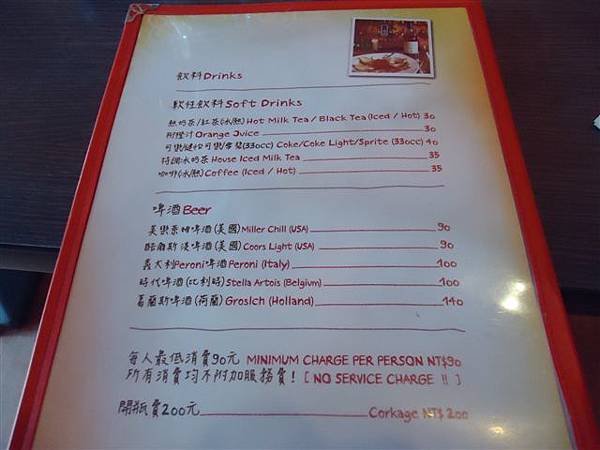 飲料Drinks
軟性飲料Soft Drinks
熱奶茶/紅茶(冰/熱) Hot Milk Tea / Black Tea (Iced / Hot) 30
柳橙汁 Orange Juice 30
可樂/健怡可樂/雪碧(330cc) Coke/Coke Light/Sprite (330cc) 40
特調冰奶茶 House Iced Milk Tea 35
咖啡(冰/熱) Coffee (Iced / Hot) 35
啤酒Beer
美樂萊姆啤酒(美國) Miller Chill (USA) 90
酷爾斯淡啤酒(美國) Coors Light (USA) 90
義大利Peroni啤酒 Peroni (Italy) 100
時代啤酒(比利時) Stella Artois (Belgium) 100
葛蘭斯啤酒(荷蘭) Grosch (Holland) 140
每人最低消費90元 MINIMUM CHARGE PER PERSON NT$90
所有消費均不附加服務費! [ NO SERVICE CHARGE !! ]
開瓶費200元 Corkage NT$ 200